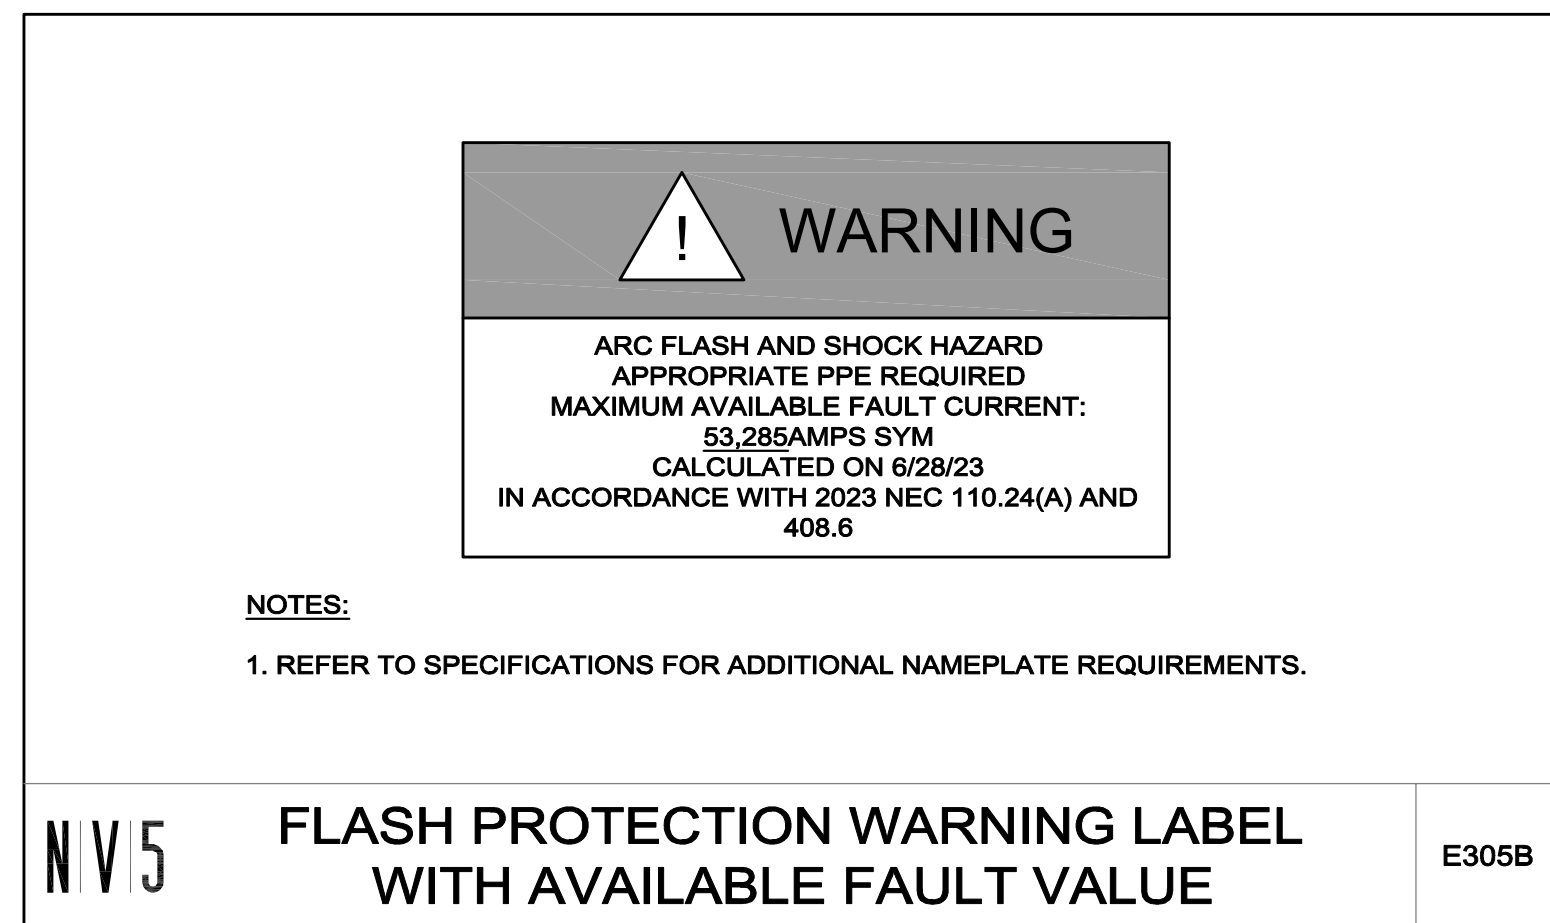 !
WARNING
ARC FLASH AND SHOCK HAZARD
APPROPRIATE PPE REQUIRED
MAXIMUM AVAILABLE FAULT CURRENT:
53,285AMPS SYM
CALCULATED ON 6/28/23
IN ACCORDANCE WITH 2023 NEC 110.24(A) AND
408.6
NOTES:
1. REFER TO SPECIFICATIONS FOR ADDITIONAL NAMEPLATE REQUIREMENTS.
N|V|5
FLASH PROTECTION WARNING LABEL
WITH AVAILABLE FAULT VALUE
E305B